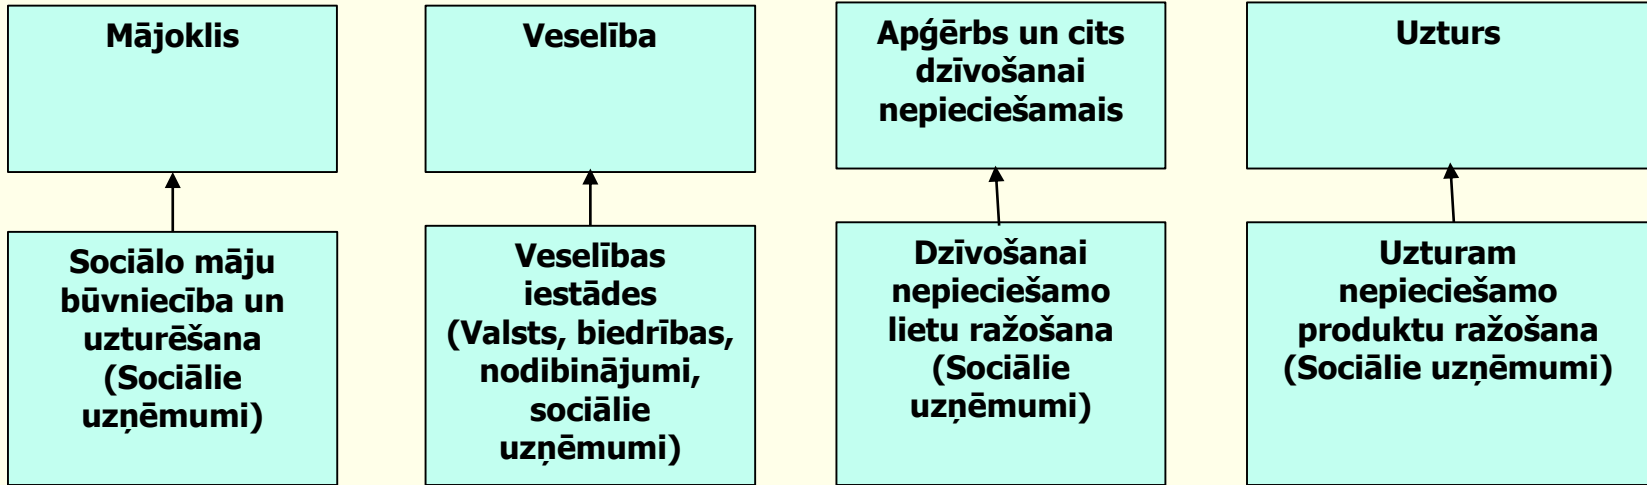 Mājoklis
Veselība
Apģērbs un cits
dzīvošanai
nepieciešamais
Uzturs
Sociālo māju
būvniecība un
uzturēšana
(Sociālie
uzņēmumi)
Veselības
iestādes
(Valsts, biedrības,
nodibinājumi,
sociālie
uzņēmumi)
Dzīvošanai
nepieciešamo
lietu ražošana
(Sociālie
uzņēmumi)
Uzturam
nepieciešamo
produktu ražošana
(Sociālie uzņēmumi)